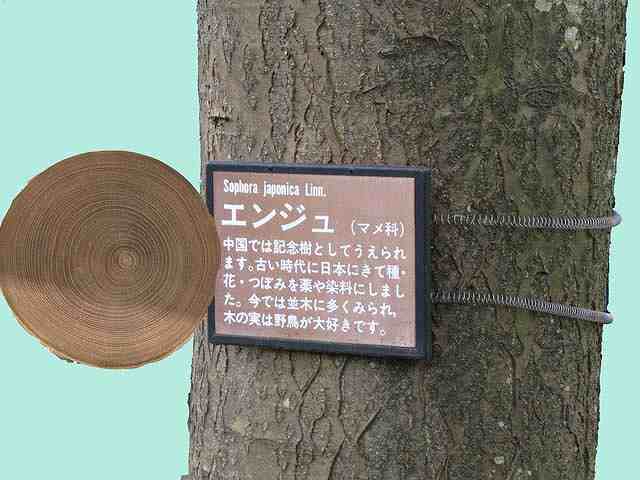 Sophora japonica Linn.
エンジュ（マメ科）
中国では記念樹としてうえられ
ます。古い時代に日本にきて種・
花・つぼみを薬や染料にしまし
た。今では並木に多くみられ,
木の実は野鳥が大好きです。